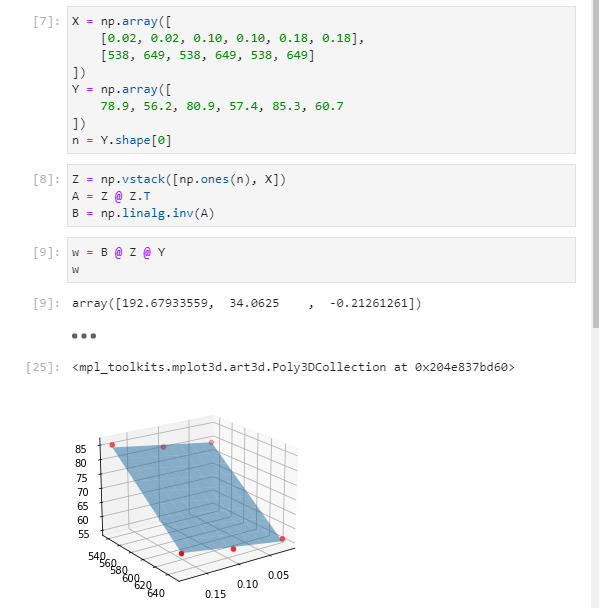 [7]: X = np.array([
[0.02, 0.02, 0.10, 0.10, 0.18, 0.18],
[538, 649, 538, 649, 538, 649]
])
Y = np.array([
78.9, 56.2, 80.9, 57.4, 85.3, 60.7
])
n = Y.shape[0]
[8]: Z = np.vstack([np.ones(n), X])
A = Z @ Z.T
B = np.linalg.inv(A)
[9]: w = B @ Z @ Y
w
[9]: array([192.67933559,  34.0625    ,  -0.21261261])
[25]: <mpl_toolkits.mplot3d.art3d.Poly3DCollection at 0x204e837bd60>
85
80
75
70
65
60
55
540
560
580
600
620
640
0.15
0.10
0.05